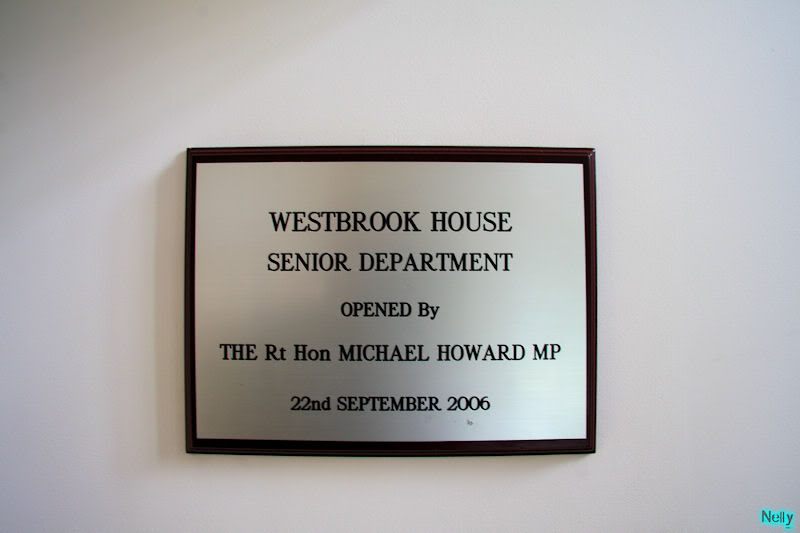 WESTBROOK HOUSE
SENIOR DEPARTMENT
OPENED By
THE Rt Hon MICHAEL HOWARD MP
22nd SEPTEMBER 2006
Nelly